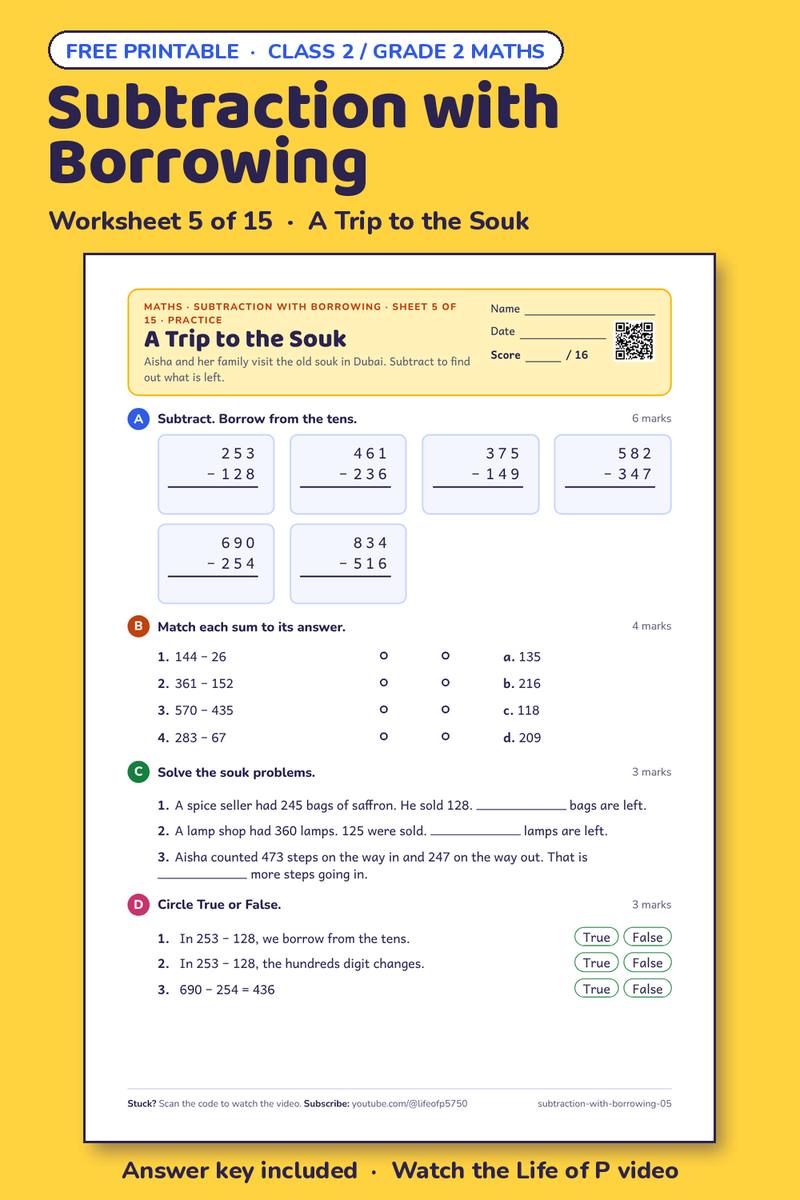 FREE PRINTABLE · CLASS 2 / GRADE 2 MATHS
Subtraction with
Borrowing
Worksheet 5 of 15 · A Trip to the Souk
MATHS · SUBTRACTION WITH BORROWING · SHEET 5 OF
15 · PRACTICE
A Trip to the Souk
Aisha and her family visit the old souk in Dubai. Subtract to find
out what is left.
Name ____________
Date ____________
Score ______ / 16
A Subtract. Borrow from the tens. 6 marks
253 461 375 582
− 128 − 236 − 149 − 347
690 834
− 254 − 516
B Match each sum to its answer. 4 marks
1. 144 − 26 a. 135
2. 361 − 152 b. 216
3. 570 − 435 c. 118
4. 283 − 67 d. 209
C Solve the souk problems. 3 marks
1. A spice seller had 245 bags of saffron. He sold 128. ____________ bags are left.
2. A lamp shop had 360 lamps. 125 were sold. ____________ lamps are left.
3. Aisha counted 473 steps on the way in and 247 on the way out. That is
____________ more steps going in.
D Circle True or False. 3 marks
1. In 253 − 128, we borrow from the tens. True False
2. In 253 − 128, the hundreds digit changes. True False
3. 690 − 254 = 436 True False
Stuck? Scan the code to watch the video. Subscribe: youtube.com/@lifeofp5750 subtraction-with-borrowing-05
Answer key included · Watch the Life of P video